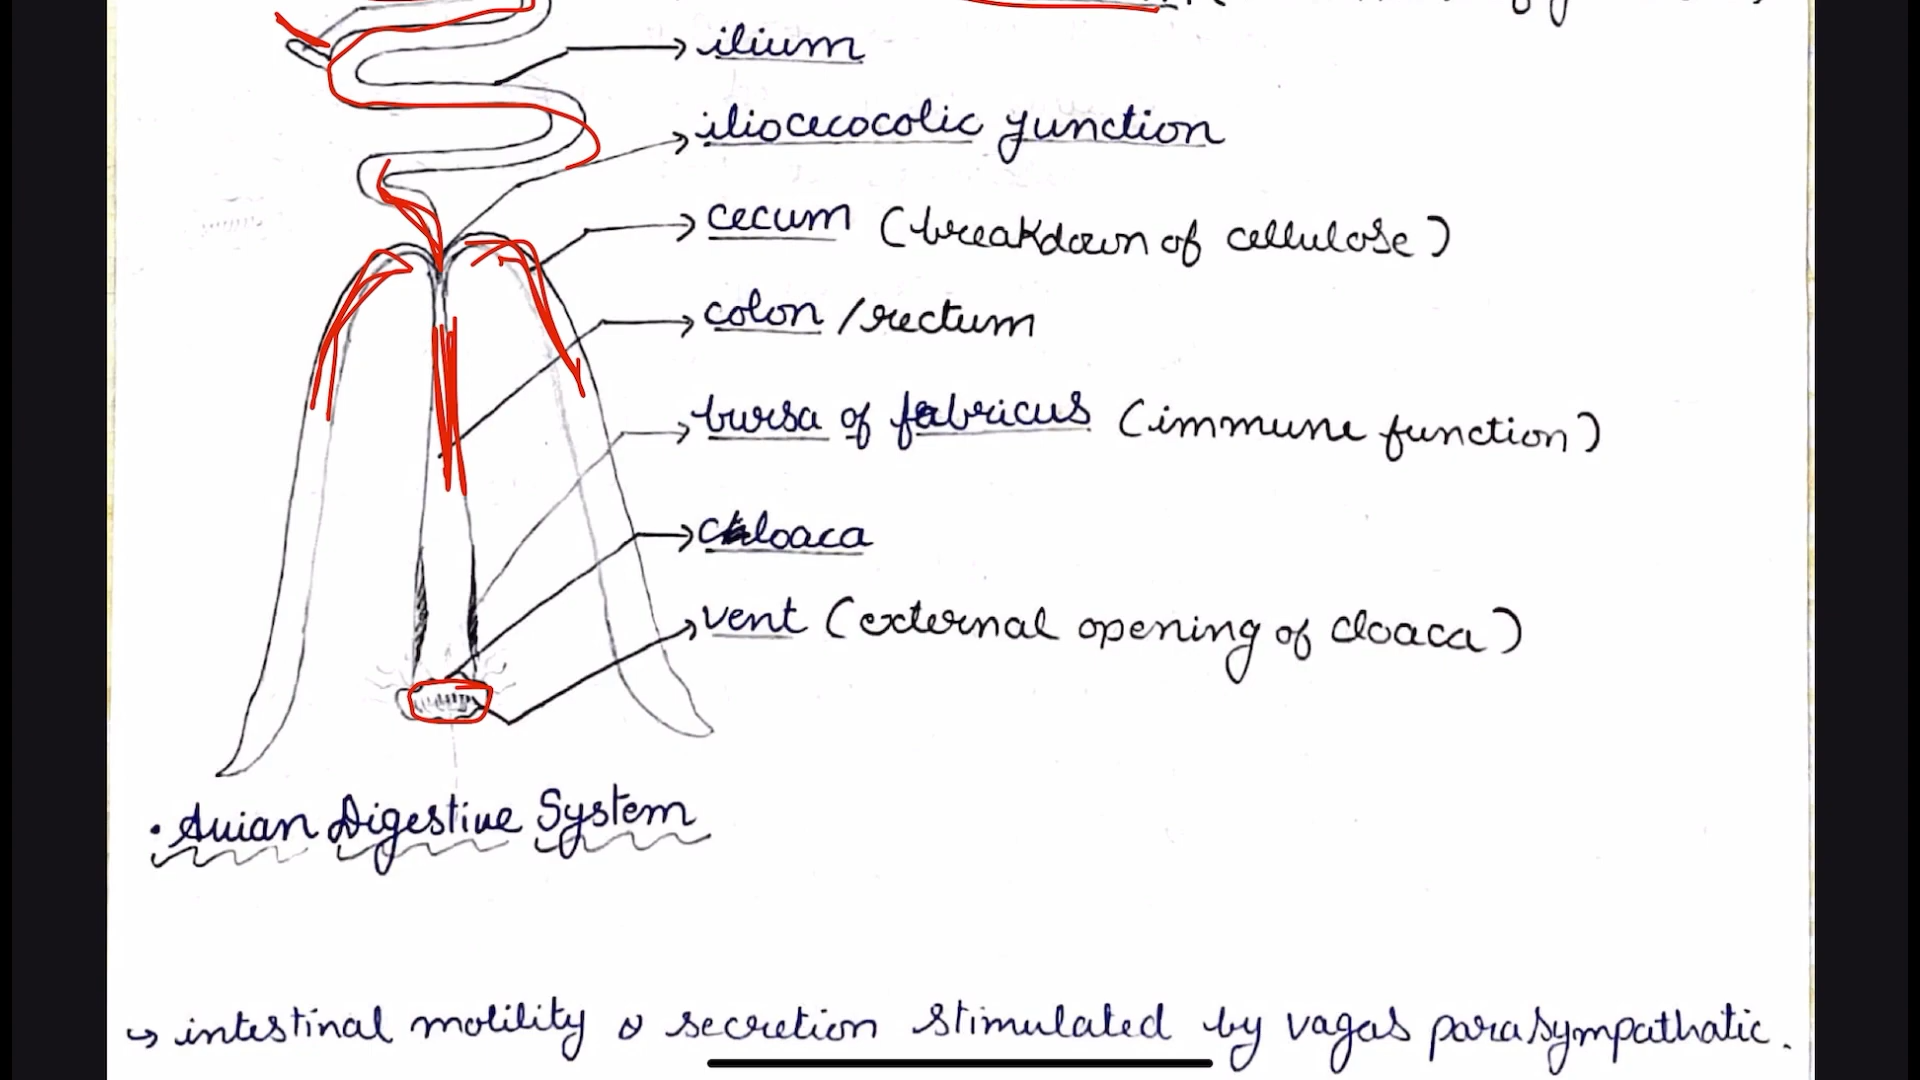 ilium
iliocecocolic junction
cecum (breakdown of cellulose)
colon /rectum
bursa of fabricus (immune function)
cloaca
vent (external opening of cloaca)
• Avian Digestive System
↳ intestinal motility & secretion stimulated by vagas parasympathatic.